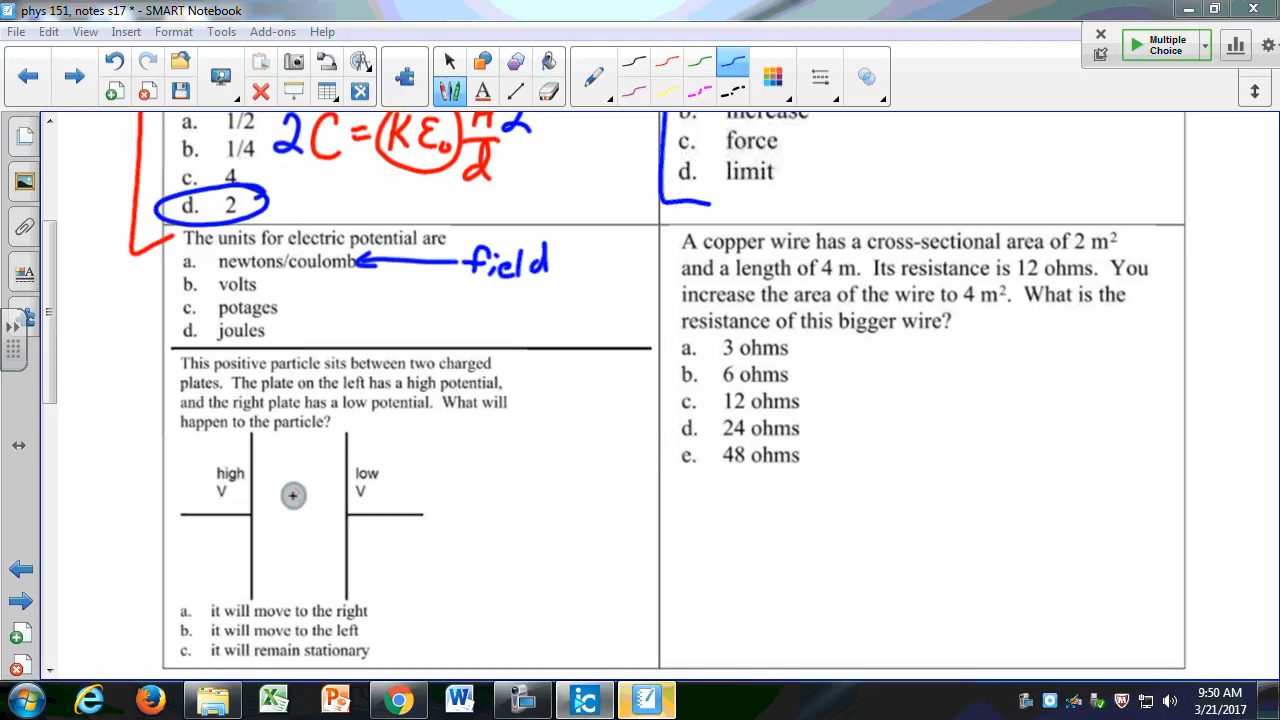 phys 151, notes s17 * - SMART Notebook
File Edit View Insert Format Tools Add-ons Help
Multiple
Choice
a. 1/2
b. 1/4
c. 4
d. 2
2 C = (K ε₀) A 2
d
b. increase
c. force
d. limit
The units for electric potential are
a. newtons/coulomb
field
b. volts
c. potages
d. joules
This positive particle sits between two charged
plates. The plate on the left has a high potential,
and the right plate has a low potential. What will
happen to the particle?
high
V
+
low
V
a. it will move to the right
b. it will move to the left
c. it will remain stationary
A copper wire has a cross-sectional area of 2 m²
and a length of 4 m. Its resistance is 12 ohms. You
increase the area of the wire to 4 m². What is the
resistance of this bigger wire?
a. 3 ohms
b. 6 ohms
c. 12 ohms
d. 24 ohms
e. 48 ohms
9:50 AM
3/21/2017